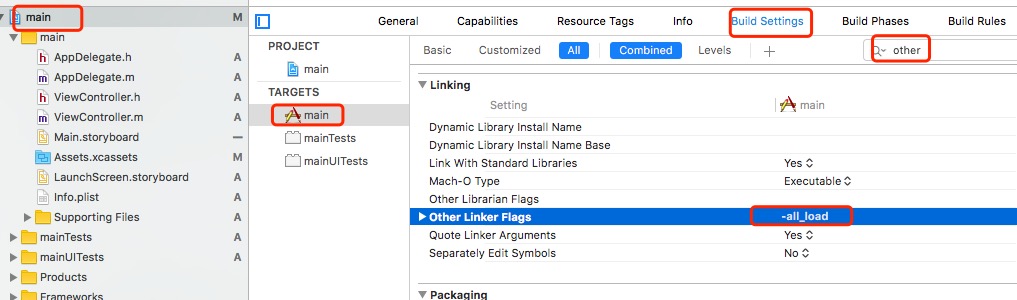 main M
main
AppDelegate.h A
AppDelegate.m A
ViewController.h A
ViewController.m A
Main.storyboard —
Assets.xcassets M
LaunchScreen.storyboard A
Info.plist A
Supporting Files A
mainTests A
mainUITests A
Products
Frameworks
General Capabilities Resource Tags Info Build Settings Build Phases Build Rules
PROJECT
main
TARGETS
main
mainTests
mainUITests
Basic Customized All Combined Levels + other
Linking
Setting main
Dynamic Library Install Name
Dynamic Library Install Name Base
Link With Standard Libraries Yes
Mach-O Type Executable
Other Librarian Flags
Other Linker Flags -all_load
Quote Linker Arguments Yes
Separately Edit Symbols No
Packaging